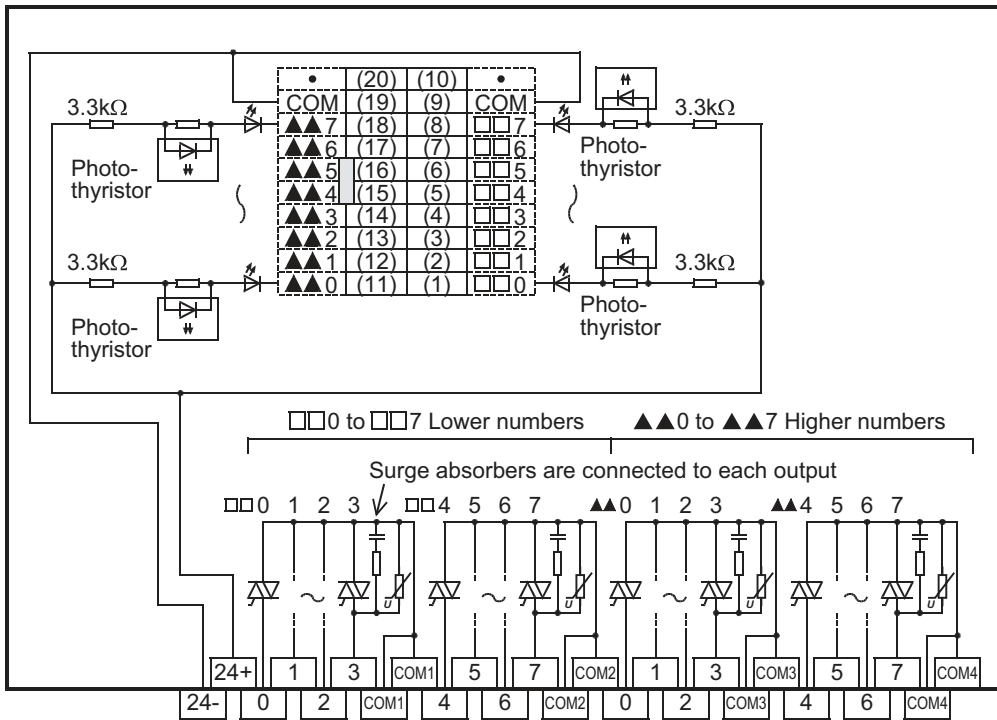 • (20) (10) •
COM (19) (9) COM
3.3kΩ ▲▲7 (18) (8) □□7 3.3kΩ
▲▲6 (17) (7) □□6
Photo-
thyristor
Photo-
thyristor
▲▲5 (16) (6) □□5
▲▲4 (15) (5) □□4
▲▲3 (14) (4) □□3
▲▲2 (13) (3) □□2
3.3kΩ ▲▲1 (12) (2) □□1 3.3kΩ
▲▲0 (11) (1) □□0
Photo-
thyristor
Photo-
thyristor
□□0 to □□7 Lower numbers ▲▲0 to ▲▲7 Higher numbers
Surge absorbers are connected to each output
□□0 1 2 3 □□4 5 6 7 ▲▲0 1 2 3 ▲▲4 5 6 7
U U U U
24+ 1 3 COM1 5 7 COM2 1 3 COM3 5 7 COM4
24- 0 2 COM1 4 6 COM2 0 2 COM3 4 6 COM4